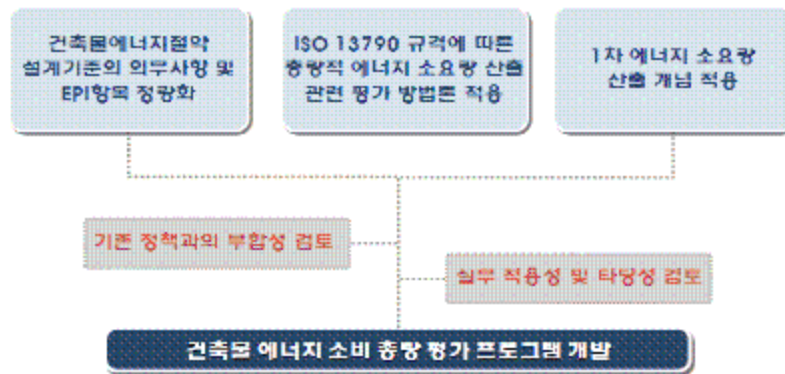 건축물에너지절약
설계기준의 의무사항 및
EPI항목 정량화
ISO 13790 규격에 따른
총량적 에너지 소요량 산출
관련 평가 방법론 적용
1차 에너지 소요량
산출 개념 적용
기존 정책과의 부합성 검토
실무 적용성 및 타당성 검토
건축물 에너지 소비 총량 평가 프로그램 개발